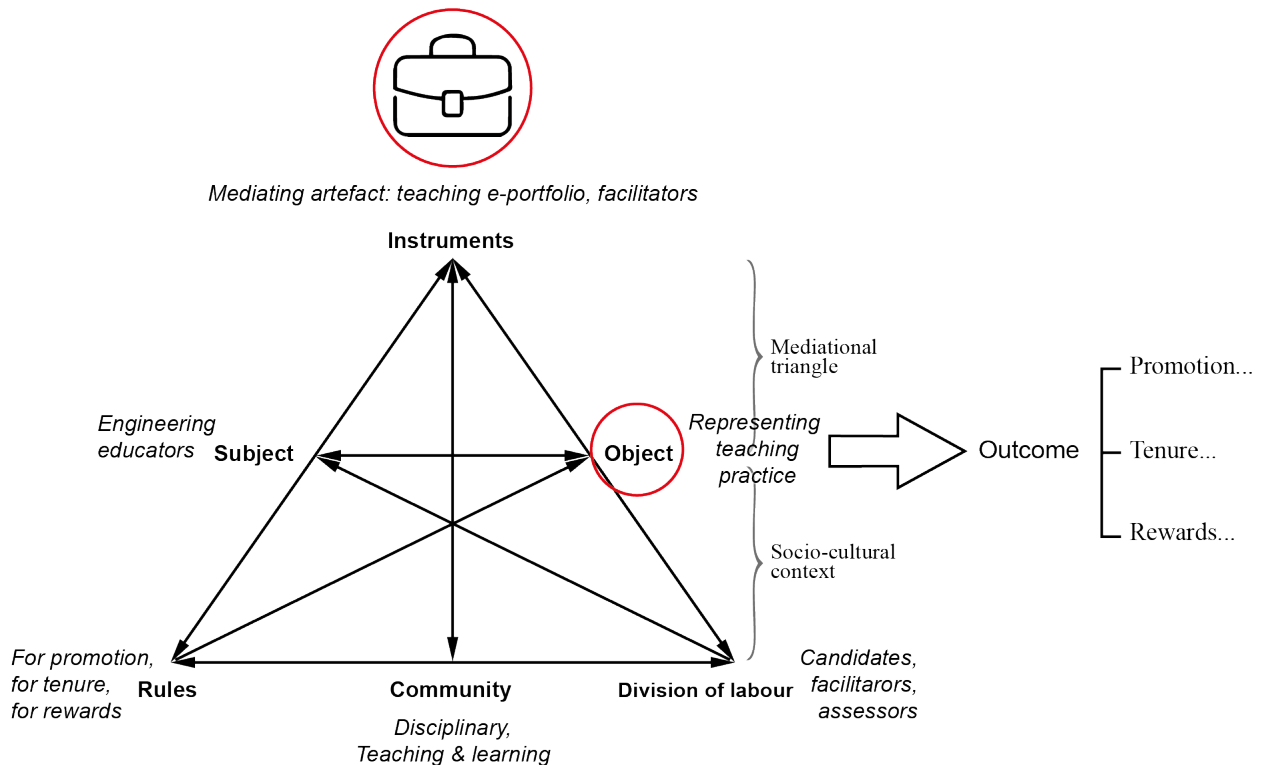 Mediating artefact: teaching e-portfolio, facilitators
Instruments
Mediational
triangle
Engineering
educators
Subject
Object
Representing
teaching
practice
Outcome
Promotion...
Tenure...
Rewards...
Socio-cultural
context
For promotion,
for tenure,
for rewards
Rules
Community
Disciplinary,
Teaching & learning
Division of labour
Candidates,
facilitarors,
assessors